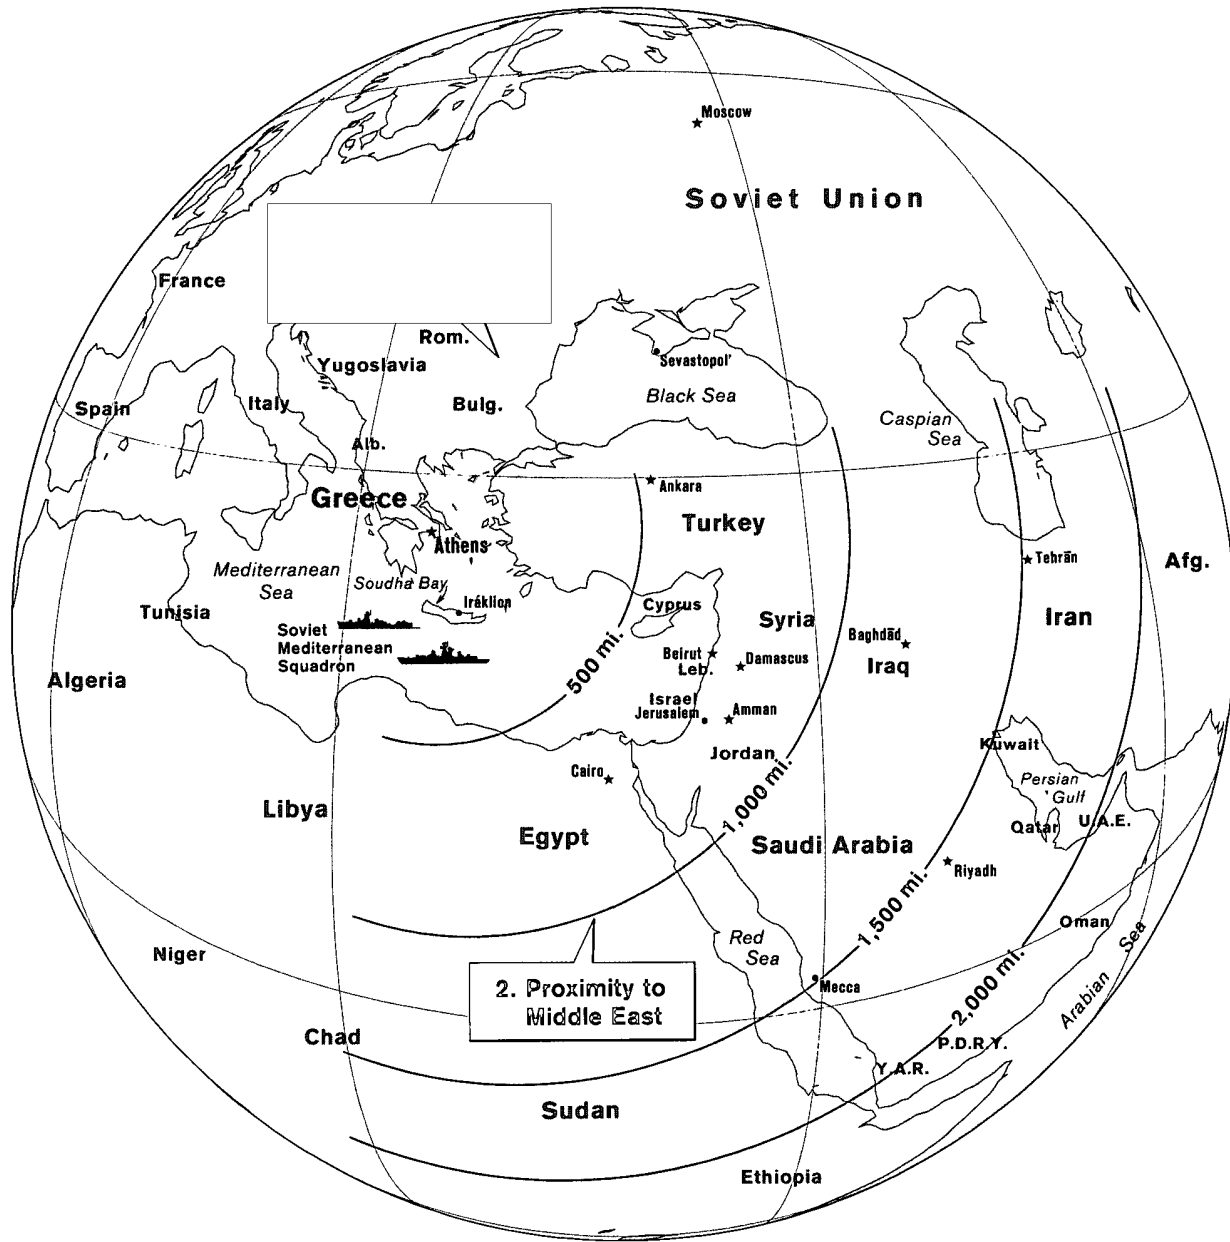 Moscow
Soviet Union
France
Rom.
Yugoslavia
Sevastopol'
Black Sea
Spain
Italy
Bulg.
Caspian
Sea
Alb.
Greece
Ankara
Turkey
Athens
Mediterranean
Sea
Soudha Bay
Iráklion
Tehrān
Afg.
Tunisia
Cyprus
Syria
Iran
Soviet
Mediterranean
Squadron
500 mi.
Beirut
Leb.
Damascus
Baghdād
Iraq
Algeria
Israel
Jerusalem
Amman
Jordan
Kuwait
Cairo
Persian
Gulf
Libya
Egypt
1,000 mi.
Saudi Arabia
Qatar
U.A.E.
Riyadh
1,500 mi.
Oman
Niger
Red
Sea
Arabian Sea
2. Proximity to
Middle East
Mecca
2,000 mi.
Chad
P.D.R.Y.
Y.A.R.
Sudan
Ethiopia